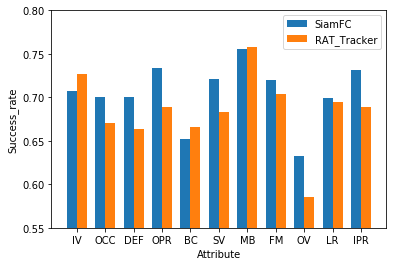 SiamFC
RAT_Tracker
0.80
0.75
0.70
0.65
0.60
0.55
Success_rate
IV OCC DEF OPR BC SV MB FM OV LR IPR
Attribute